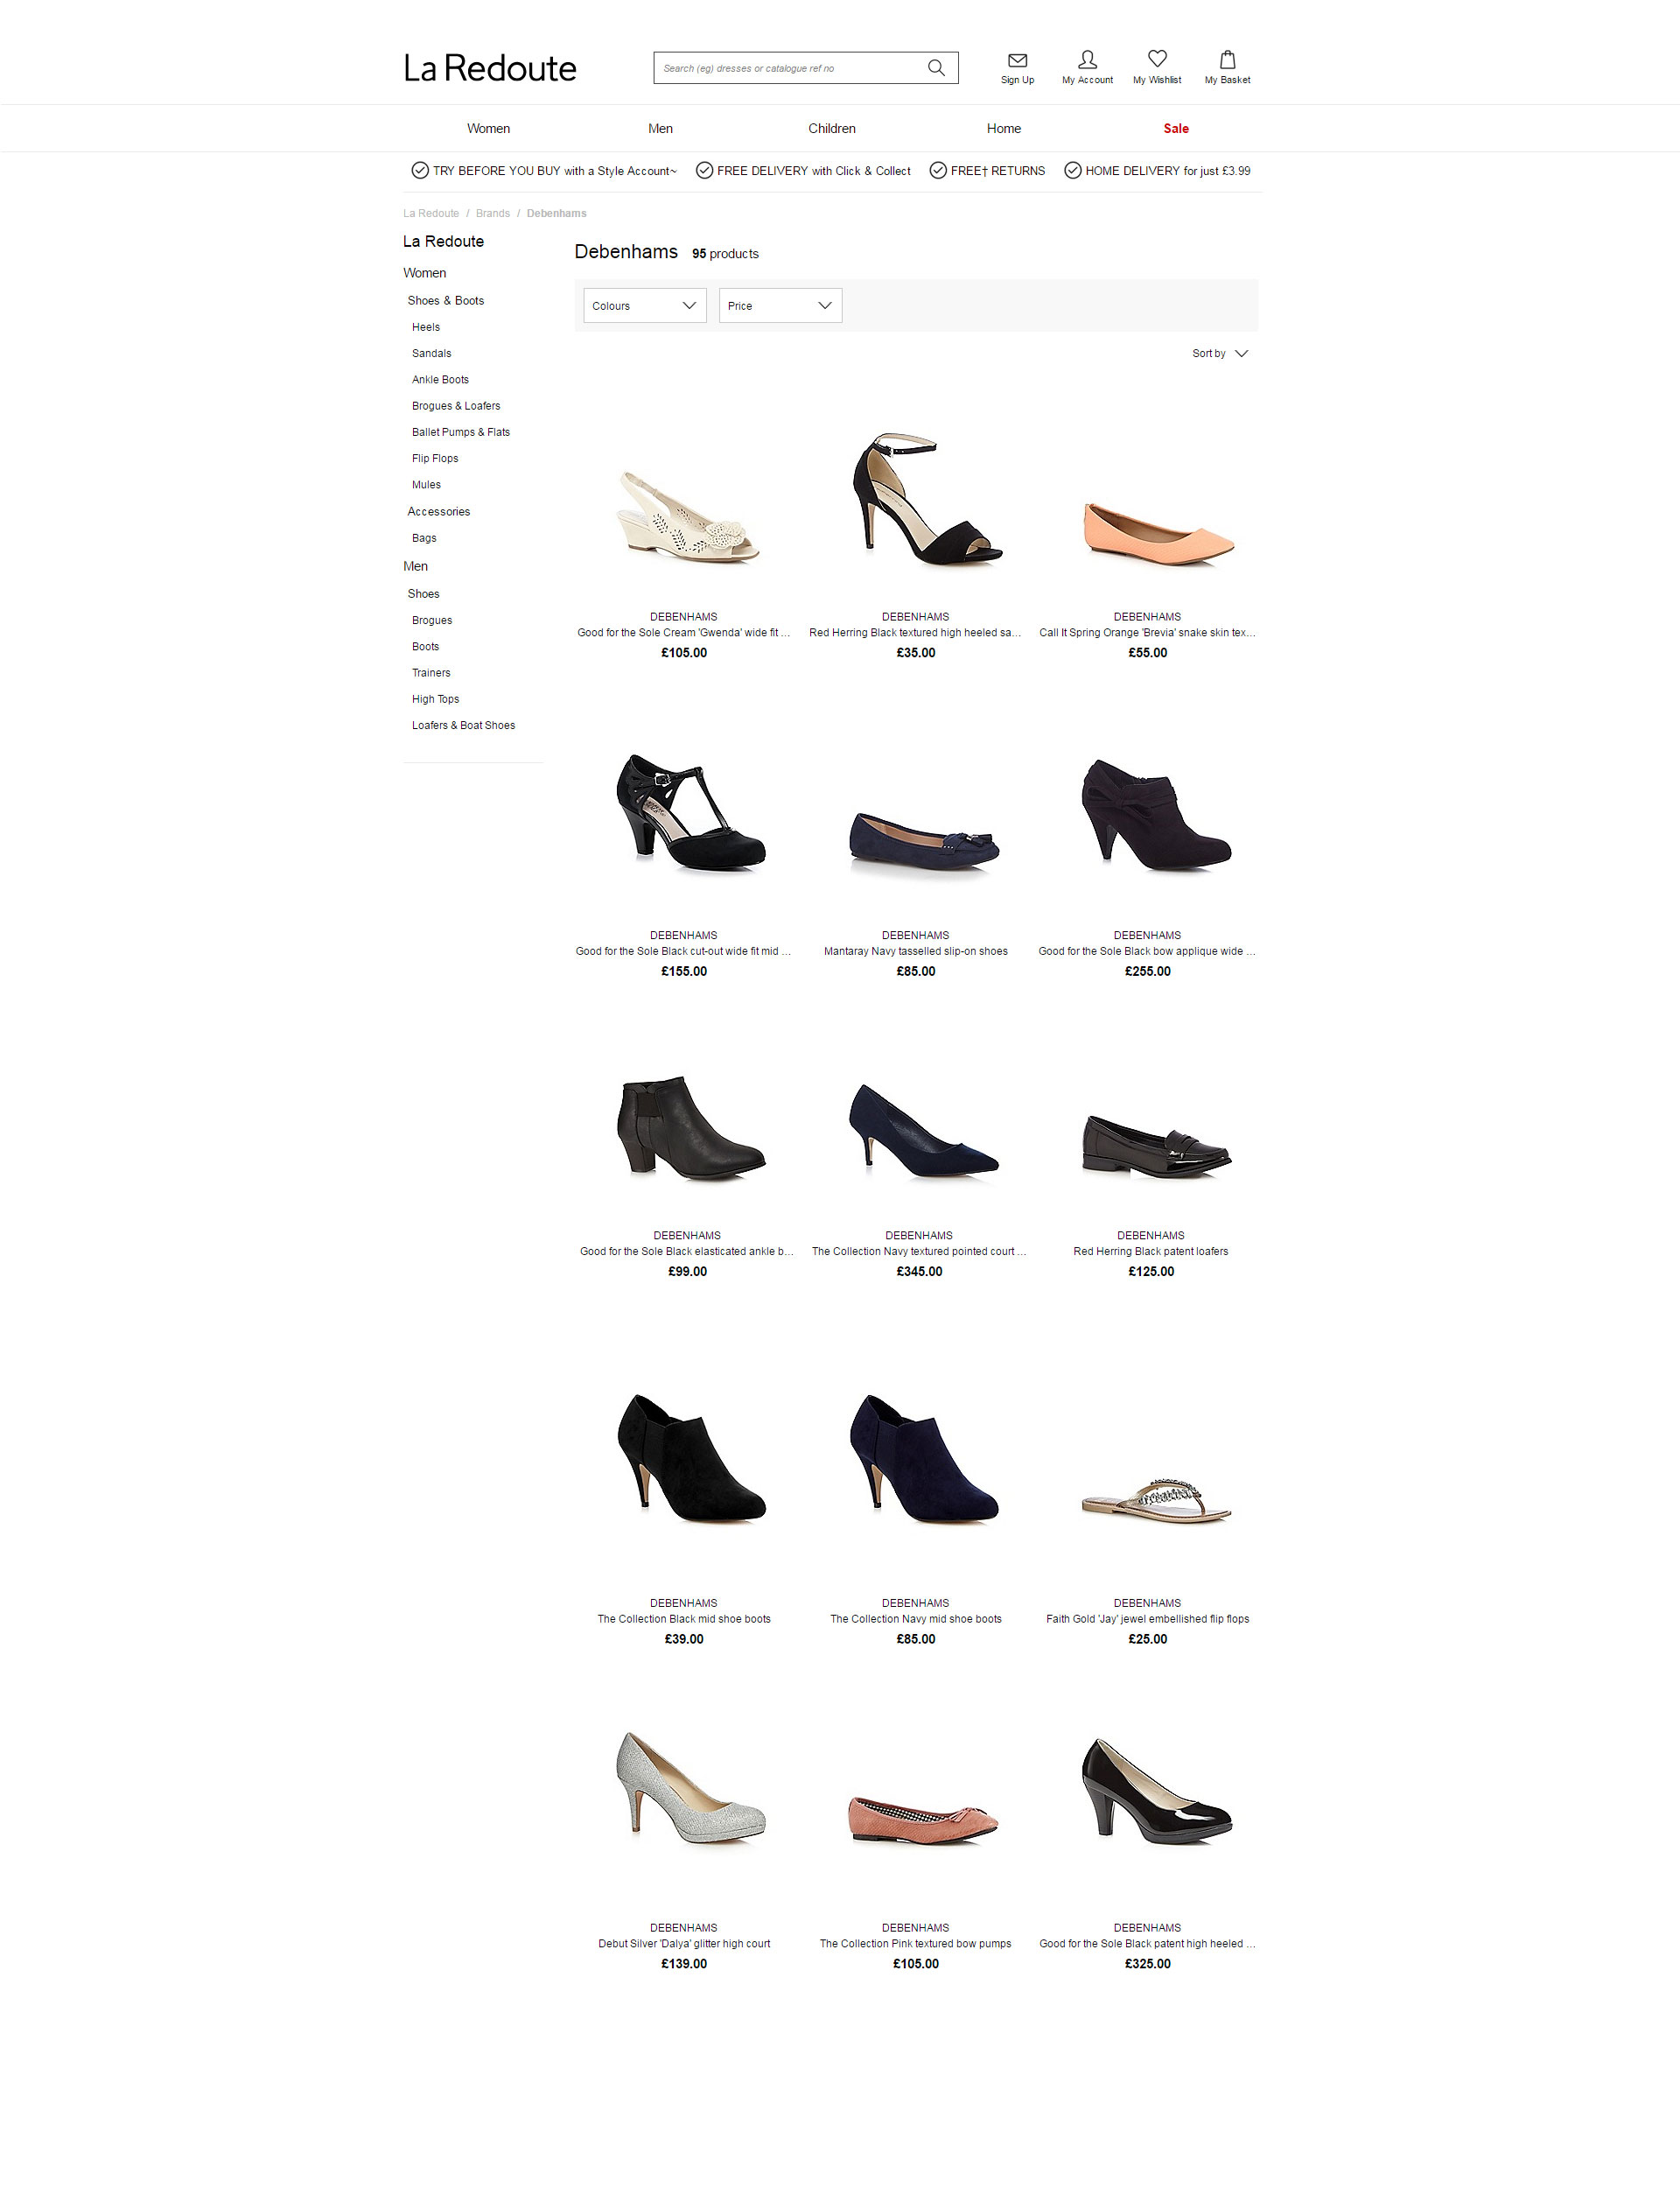 La Redoute
Search (eg) dresses or catalogue ref no
Sign Up
My Account
My Wishlist
My Basket
Women
Men
Children
Home
Sale
TRY BEFORE YOU BUY with a Style Account~
FREE DELIVERY with Click & Collect
FREE† RETURNS
HOME DELIVERY for just £3.99
La Redoute / Brands / Debenhams
La Redoute
Women
Shoes & Boots
Heels
Sandals
Ankle Boots
Brogues & Loafers
Ballet Pumps & Flats
Flip Flops
Mules
Accessories
Bags
Men
Shoes
Brogues
Boots
Trainers
High Tops
Loafers & Boat Shoes
Debenhams 95 products
Colours
Price
Sort by
DEBENHAMS
Good for the Sole Cream 'Gwenda' wide fit ...
£105.00
DEBENHAMS
Red Herring Black textured high heeled sa...
£35.00
DEBENHAMS
Call It Spring Orange 'Brevia' snake skin tex...
£55.00
DEBENHAMS
Good for the Sole Black cut-out wide fit mid ...
£155.00
DEBENHAMS
Mantaray Navy tasselled slip-on shoes
£85.00
DEBENHAMS
Good for the Sole Black bow applique wide ...
£255.00
DEBENHAMS
Good for the Sole Black elasticated ankle b...
£99.00
DEBENHAMS
The Collection Navy textured pointed court ...
£345.00
DEBENHAMS
Red Herring Black patent loafers
£125.00
DEBENHAMS
The Collection Black mid shoe boots
£39.00
DEBENHAMS
The Collection Navy mid shoe boots
£85.00
DEBENHAMS
Faith Gold 'Jay' jewel embellished flip flops
£25.00
DEBENHAMS
Debut Silver 'Dalya' glitter high court
£139.00
DEBENHAMS
The Collection Pink textured bow pumps
£105.00
DEBENHAMS
Good for the Sole Black patent high heeled ...
£325.00